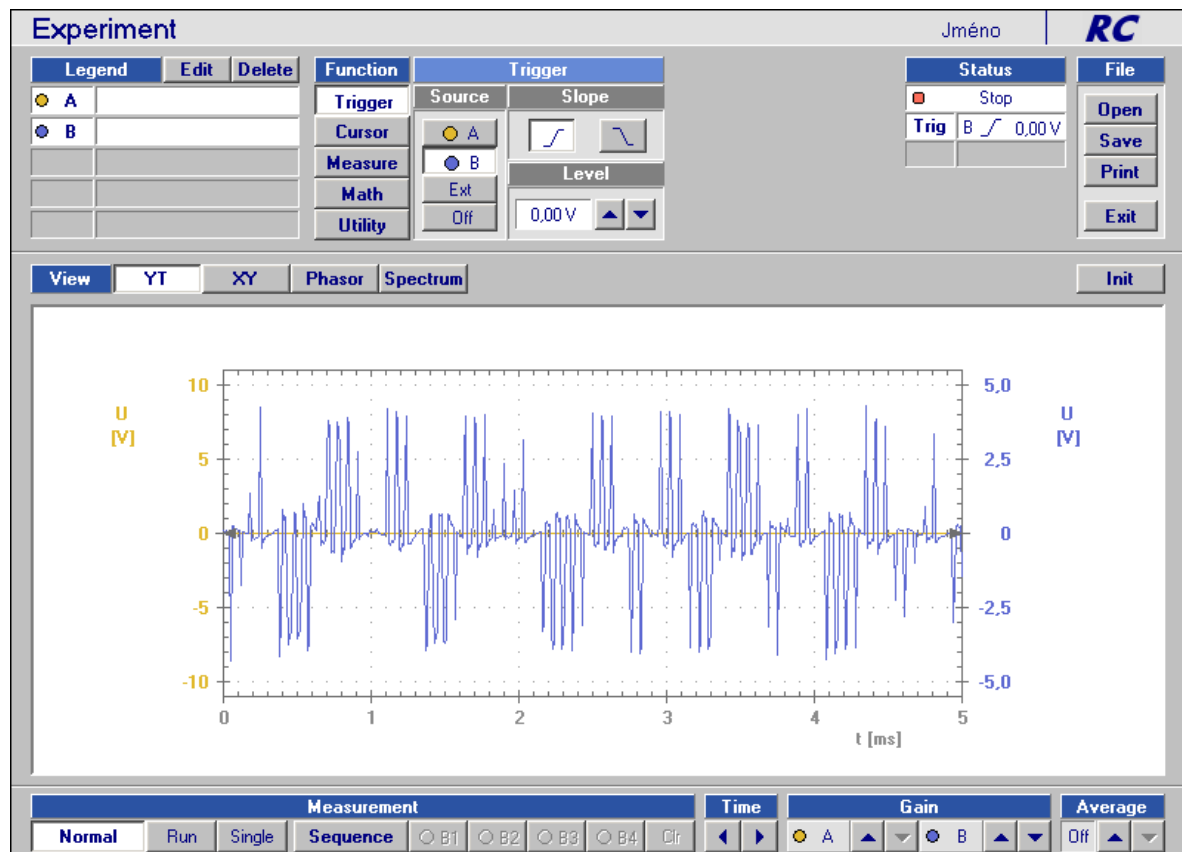 Experiment Jméno RC
Legend Edit Delete Function Trigger Status File
A Trigger Source Slope Stop Open
B Cursor A Trig B 0,00 V Save
Measure B Level Print
Math Ext
Utility Off 0,00 V Exit
View YT XY Phasor Spectrum Init
10 5,0
U U
[V] [V]
5 2,5
0 0
-5 -2,5
-10 -5,0
0 1 2 3 4 5
t [ms]
Measurement Time Gain Average
Normal Run Single Sequence B1 B2 B3 B4 Clr A B Off